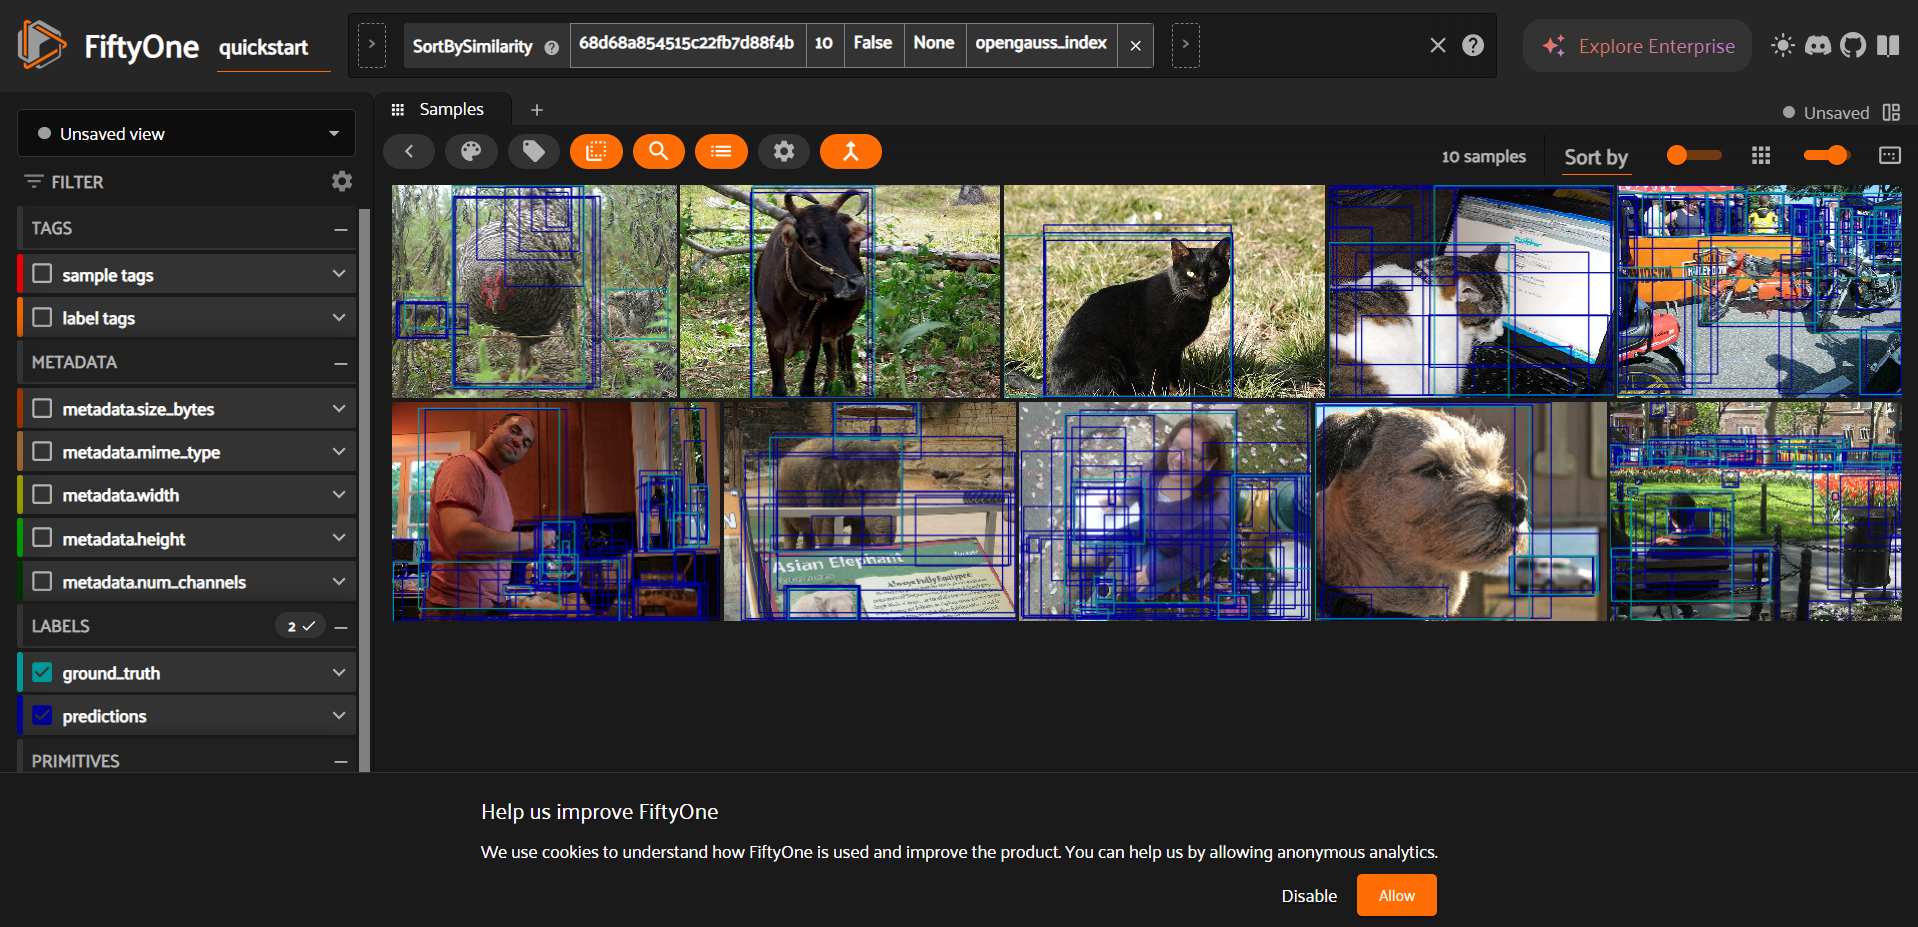 FiftyOne
quickstart
SortBySimilarity
68d68a854515c22fb7d88f4b
10
False
None
opengauss_index
Explore Enterprise
Unsaved view
Samples
Unsaved
FILTER
10 samples
Sort by
TAGS
sample tags
label tags
METADATA
metadata.size_bytes
metadata.mime_type
metadata.width
metadata.height
metadata.num_channels
LABELS
2
ground_truth
predictions
PRIMITIVES
Asian Elephant
Help us improve FiftyOne
We use cookies to understand how FiftyOne is used and improve the product. You can help us by allowing anonymous analytics.
Disable
Allow